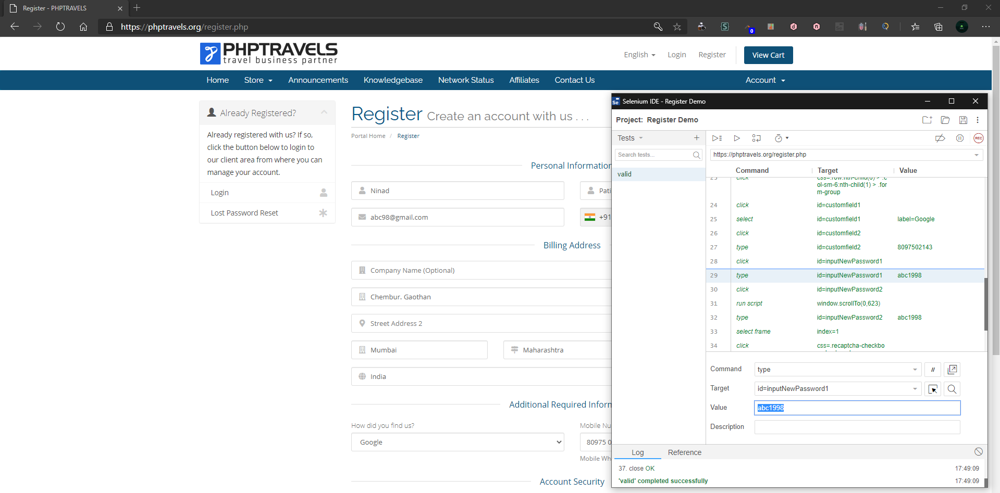 Register - PHPTRAVELS
https://phptravels.org/register.php
0
PHPTRAVELS
travel business partner
English
Login
Register
View Cart
Home
Store
Announcements
Knowledgebase
Network Status
Affiliates
Contact Us
Account
Already Registered?
Already registered with us? If so,
click the button below to login to
our client area from where you can
manage your account.
Login
Lost Password Reset
Register Create an account with us . . .
Portal Home / Register
Personal Information
Ninad
Pati
abc98@gmail.com
+91
Billing Address
Company Name (Optional)
Chembur. Gaothan
Street Address 2
Mumbai
Maharashtra
India
Additional Required Inforn
How did you find us?
Mobile Nu
Google
80975 0
Mobile Wh
Account Security
Se Selenium IDE - Register Demo
Project: Register Demo
Tests
REC
Search tests...
https://phptravels.org/register.php
valid
Command Target Value
23 click css=.row:nth-child(6) > .c
ol-sm-6:nth-child(1) > .for
m-group
24 click id=customfield1
25 select id=customfield1 label=Google
26 click id=customfield2
27 type id=customfield2 8097502143
28 click id=inputNewPassword1
29 type id=inputNewPassword1 abc1998
30 click id=inputNewPassword2
31 run script window.scrollTo(0,623)
32 type id=inputNewPassword2 abc1998
33 select frame index=1
34 click css=.recaptcha-checkbo
Command type //
Target id=inputNewPassword1
Value abc1998
Description
Log Reference
37. close OK 17:49:09
'valid' completed successfully 17:49:09